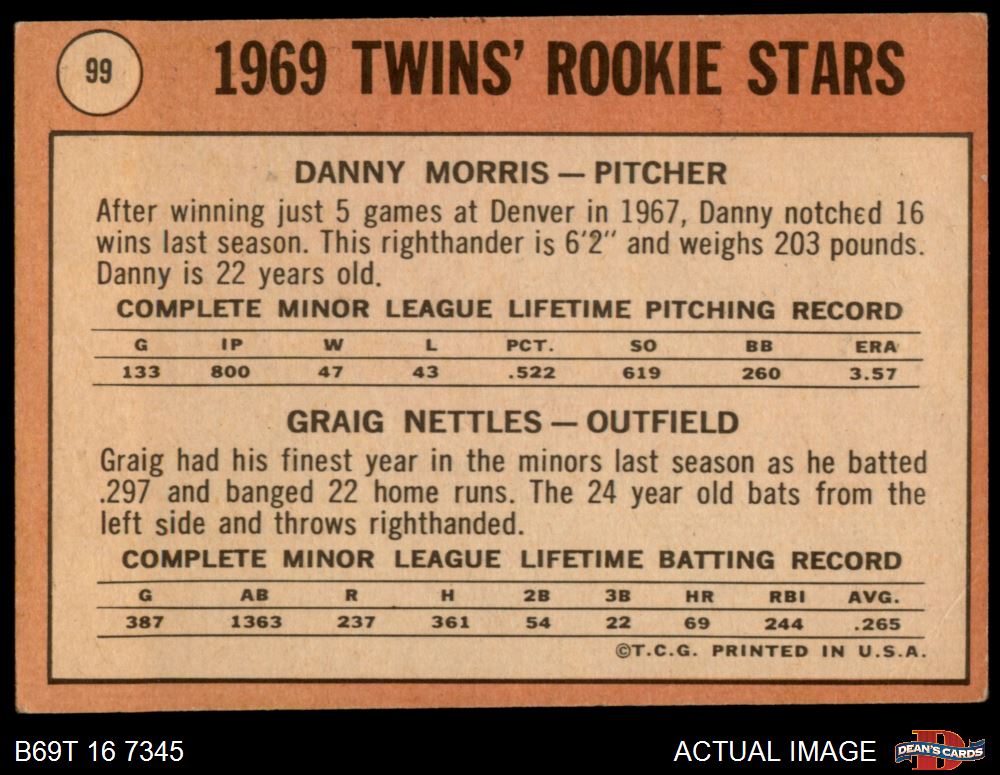 99
1969 TWINS' ROOKIE STARS
DANNY MORRIS — PITCHER
After winning just 5 games at Denver in 1967, Danny notched 16
wins last season. This righthander is 6'2" and weighs 203 pounds.
Danny is 22 years old.
COMPLETE MINOR LEAGUE LIFETIME PITCHING RECORD
G IP W L PCT. SO BB ERA
133 800 47 43 .522 619 260 3.57
GRAIG NETTLES — OUTFIELD
Graig had his finest year in the minors last season as he batted
.297 and banged 22 home runs. The 24 year old bats from the
left side and throws righthanded.
COMPLETE MINOR LEAGUE LIFETIME BATTING RECORD
G AB R H 2B 3B HR RBI AVG.
387 1363 237 361 54 22 69 244 .265
©T.C.G. PRINTED IN U.S.A.
B69T 16 7345
ACTUAL IMAGE
D
DEAN'S CARDS